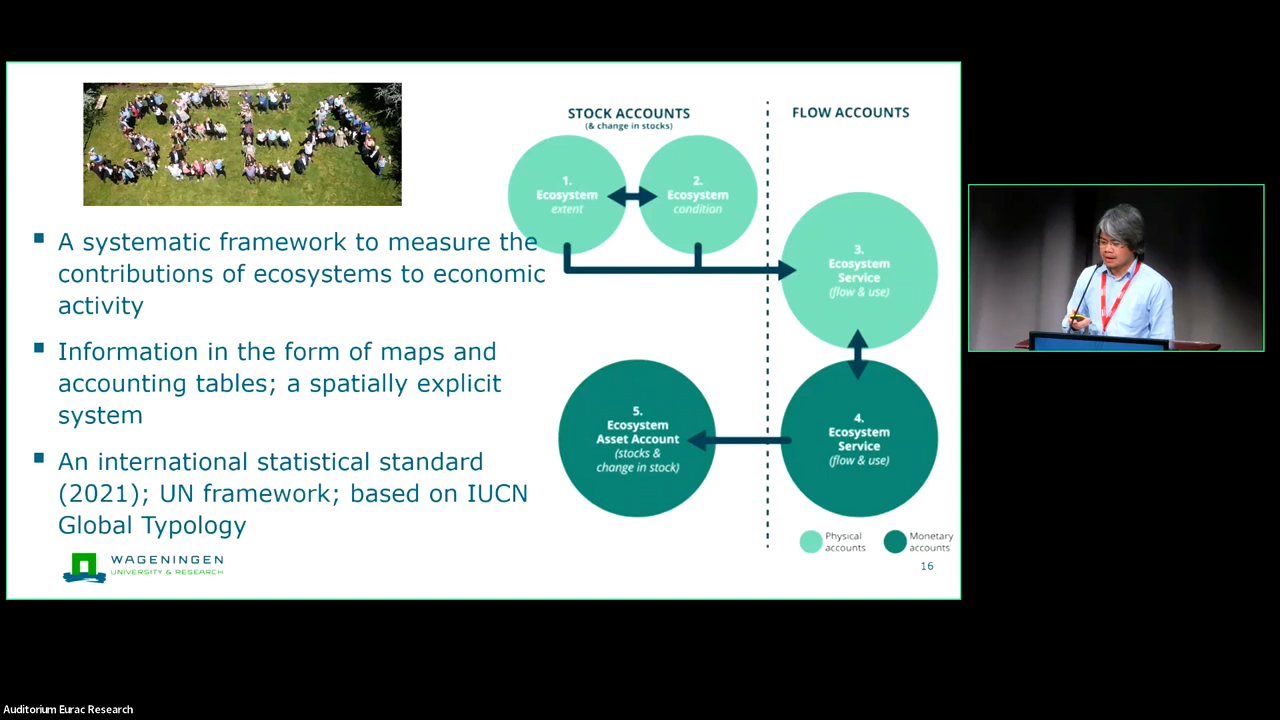 SEEA
▪ A systematic framework to measure the
contributions of ecosystems to economic
activity
▪ Information in the form of maps and
accounting tables; a spatially explicit
system
▪ An international statistical standard
(2021); UN framework; based on IUCN
Global Typology
WAGENINGEN
UNIVERSITY & RESEARCH
STOCK ACCOUNTS
(& change in stocks)
FLOW ACCOUNTS
1.
Ecosystem
extent
2.
Ecosystem
condition
3.
Ecosystem
Service
(flow & use)
4.
Ecosystem
Service
(flow & use)
5.
Ecosystem
Asset Account
(stocks &
change in stock)
Physical
accounts
Monetary
accounts
16
Auditorium Eurac Research